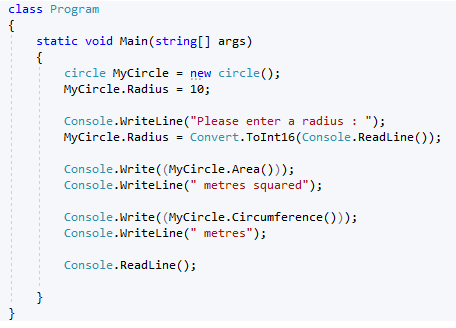 class Program
{
static void Main(string[] args)
{
circle MyCircle = new circle();
MyCircle.Radius = 10;
Console.WriteLine("Please enter a radius : ");
MyCircle.Radius = Convert.ToInt16(Console.ReadLine());
Console.Write((MyCircle.Area()));
Console.WriteLine(" metres squared");
Console.Write((MyCircle.Circumference()));
Console.WriteLine(" metres");
Console.ReadLine();
}
}